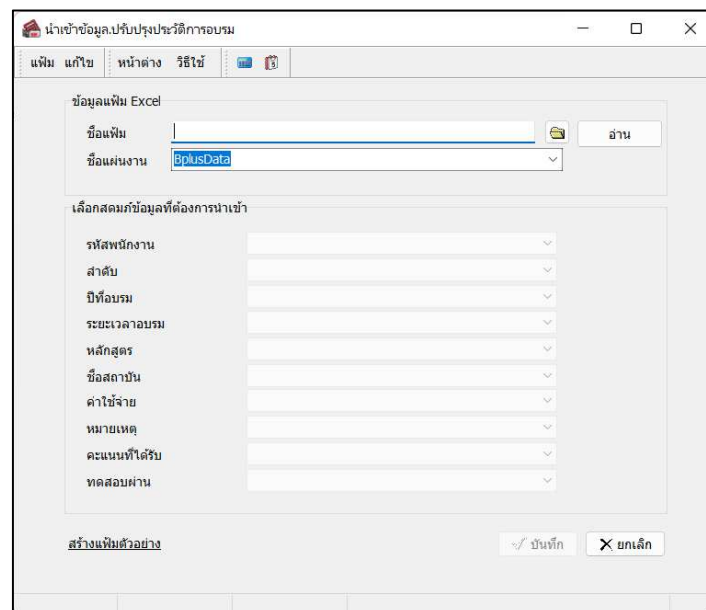 นำเข้าข้อมูล.ปรับปรุงประวัติการอบรม
แฟ้ม แก้ไข หน้าต่าง วิธีใช้
ข้อมูลแฟ้ม Excel
ชื่อแฟ้ม อ่าน
ชื่อแผ่นงาน BplusData
เลือกสดมภ์ข้อมูลที่ต้องการนำเข้า
รหัสพนักงาน
ลำดับ
ปีที่อบรม
ระยะเวลาอบรม
หลักสูตร
ชื่อสถาบัน
ค่าใช้จ่าย
หมายเหตุ
คะแนนที่ได้รับ
ทดสอบผ่าน
สร้างแฟ้มตัวอย่าง บันทึก ยกเลิก